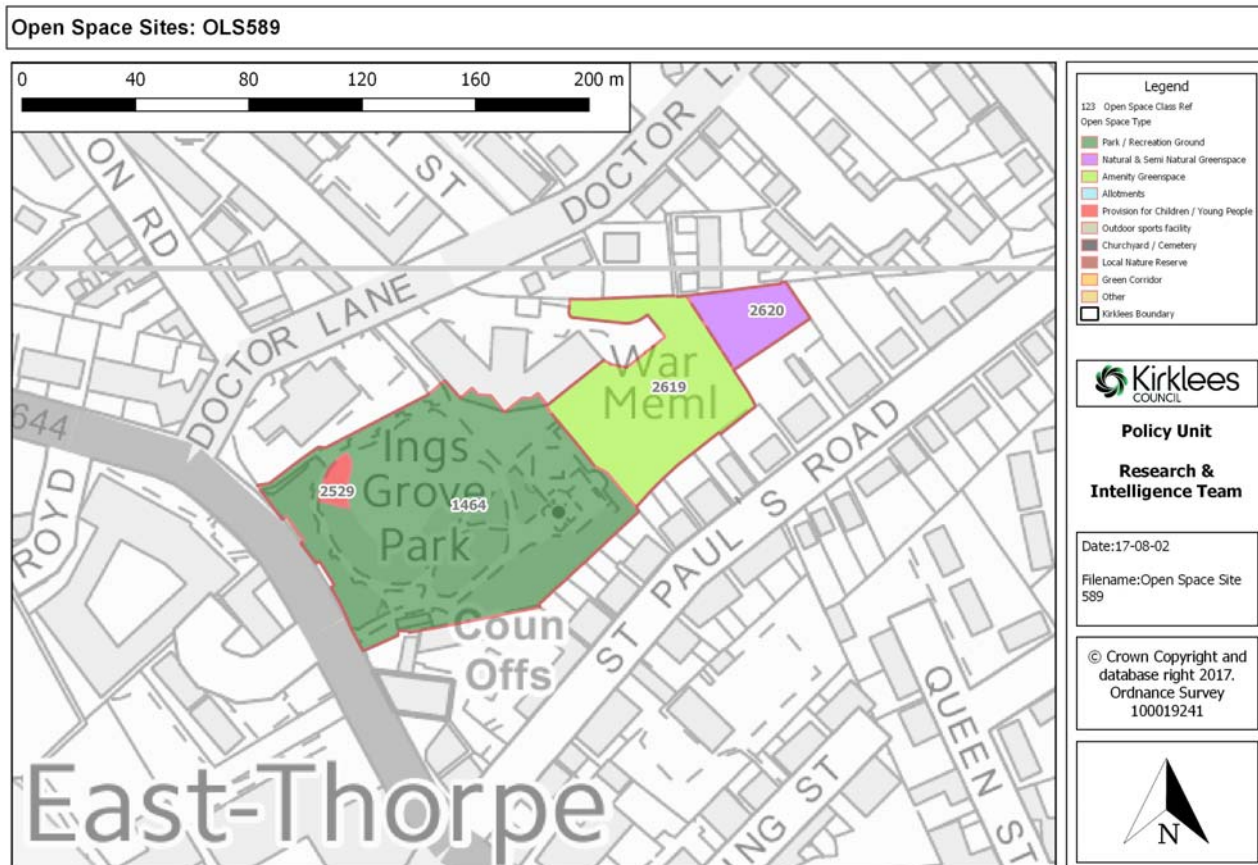 Open Space Sites: OLS589
0 40 80 120 160 200 m
ON RD
ST
DOCTOR L
DOCTOR LANE
644
ROYD
2620
War
2619
Meml
Ings
2529
Grove
1464
Park
Coun
Offs
ST PAUL S ROAD
QUEEN ST
NG ST
East-Thorpe
Legend
123 Open Space Class Ref
Open Space Type
Park / Recreation Ground
Natural & Semi Natural Greenspace
Amenity Greenspace
Allotments
Provision for Children / Young People
Outdoor sports facility
Churchyard / Cemetery
Local Nature Reserve
Green Corridor
Other
Kirklees Boundary
Kirklees
COUNCIL
Policy Unit
Research &
Intelligence Team
Date:17-08-02
Filename:Open Space Site
589
© Crown Copyright and
database right 2017.
Ordnance Survey
100019241
N